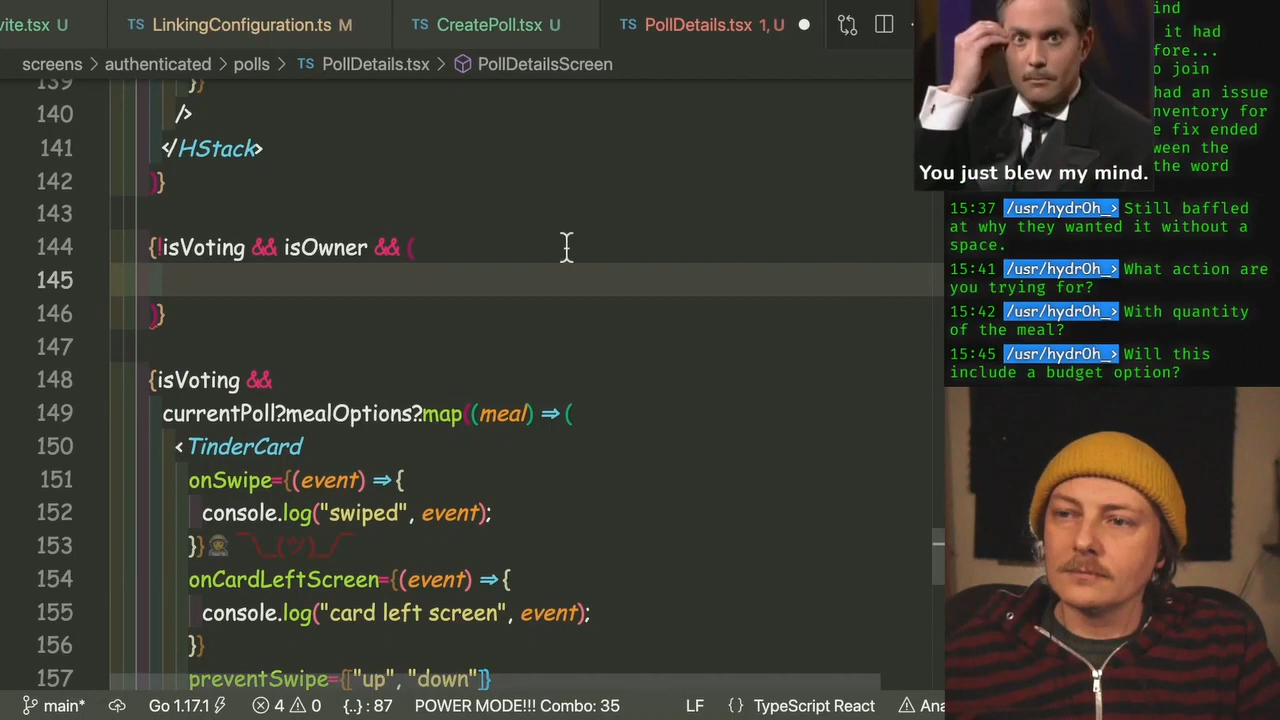 vite.tsx U
TS LinkingConfiguration.ts M
TS CreatePoll.tsx U
TS PollDetails.tsx 1, U
screens > authenticated > polls > TS PollDetails.tsx > PollDetailsScreen
139 )}
140 />
141 </HStack>
142 )}
143
144 {!isVoting && isOwner && (
145
146 )}
147
148 {isVoting &&
149 currentPoll?.mealOptions?.map((meal) => (
150 <TinderCard
151 onSwipe={(event) => {
152 console.log("swiped", event);
153 }} ¯\_(ツ)_/¯
154 onCardLeftScreen={(event) => {
155 console.log("card left screen", event);
156 }}
157 preventSwipe={["up", "down"]}
main* Go 1.17.1 4 0 {..} : 87 POWER MODE!!! Combo: 35 LF {} TypeScript React Ana
You just blew my mind.
ind
it had
fore...
o join
had an issue
nventory for
e fix ended
ween the
the word
15:37 /usr/hydr0h_> Still baffled
at why they wanted it without a
space.
15:41 /usr/hydr0h_> What action are
you trying for?
15:42 /usr/hydr0h_> With quantity
of the meal?
15:45 /usr/hydr0h_> Will this
include a budget option?